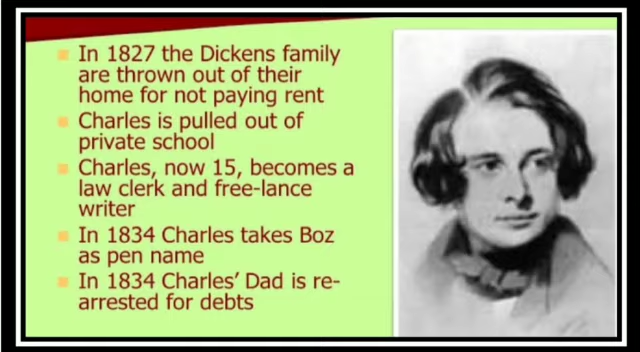 In 1827 the Dickens family
are thrown out of their
home for not paying rent
Charles is pulled out of
private school
Charles, now 15, becomes a
law clerk and free-lance
writer
In 1834 Charles takes Boz
as pen name
In 1834 Charles’ Dad is re-
arrested for debts